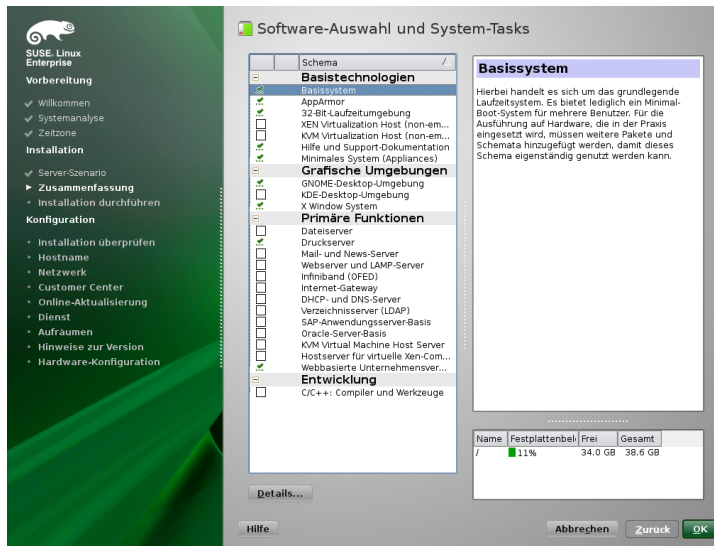 SUSE. Linux
Enterprise
Vorbereitung
Willkommen
Systemanalyse
Zeitzone
Installation
Server-Szenario
Zusammenfassung
Installation durchführen
Konfiguration
Installation überprüfen
Hostname
Netzwerk
Customer Center
Online-Aktualisierung
Dienst
Aufräumen
Hinweise zur Version
Hardware-Konfiguration
Software-Auswahl und System-Tasks
Schema
Basistechnologien
Basissystem
AppArmor
32-Bit-Laufzeitumgebung
XEN Virtualization Host (non-em...
KVM Virtualization Host (non-em...
Hilfe und Support-Dokumentation
Minimales System (Appliances)
Grafische Umgebungen
GNOME-Desktop-Umgebung
KDE-Desktop-Umgebung
X Window System
Primäre Funktionen
Dateiserver
Druckserver
Mail- und News-Server
Webserver und LAMP-Server
Infiniband (OFED)
Internet-Gateway
DHCP- und DNS-Server
Verzeichnisserver (LDAP)
SAP-Anwendungsserver-Basis
Oracle-Server-Basis
KVM Virtual Machine Host Server
Hostserver für virtuelle Xen-Com...
Webbasierte Unternehmensver...
Entwicklung
C/C++: Compiler und Werkzeuge
Details...
Basissystem
Hierbei handelt es sich um das grundlegende
Laufzeitsystem. Es bietet lediglich ein Minimal-
Boot-System für mehrere Benutzer. Für die
Ausführung auf Hardware, die in der Praxis
eingesetzt wird, müssen weitere Pakete und
Schemata hinzugefügt werden, damit dieses
Schema eigenständig genutzt werden kann.
Name Festplattenbel Frei Gesamt
/ 11% 34.0 GB 38.6 GB
Hilfe
Abbrechen Zurück OK